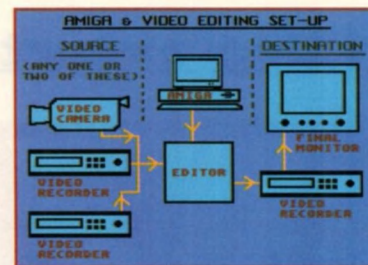 AMIGA & VIDEO EDITING SET-UP
SOURCE
(ANY ONE OR
TWO OF THESE)
VIDEO
CAMERA
VIDEO
RECORDER
VIDEO
RECORDER
AMIGA
EDITOR
DESTINATION
FINAL
MONITOR
VIDEO
RECORDER